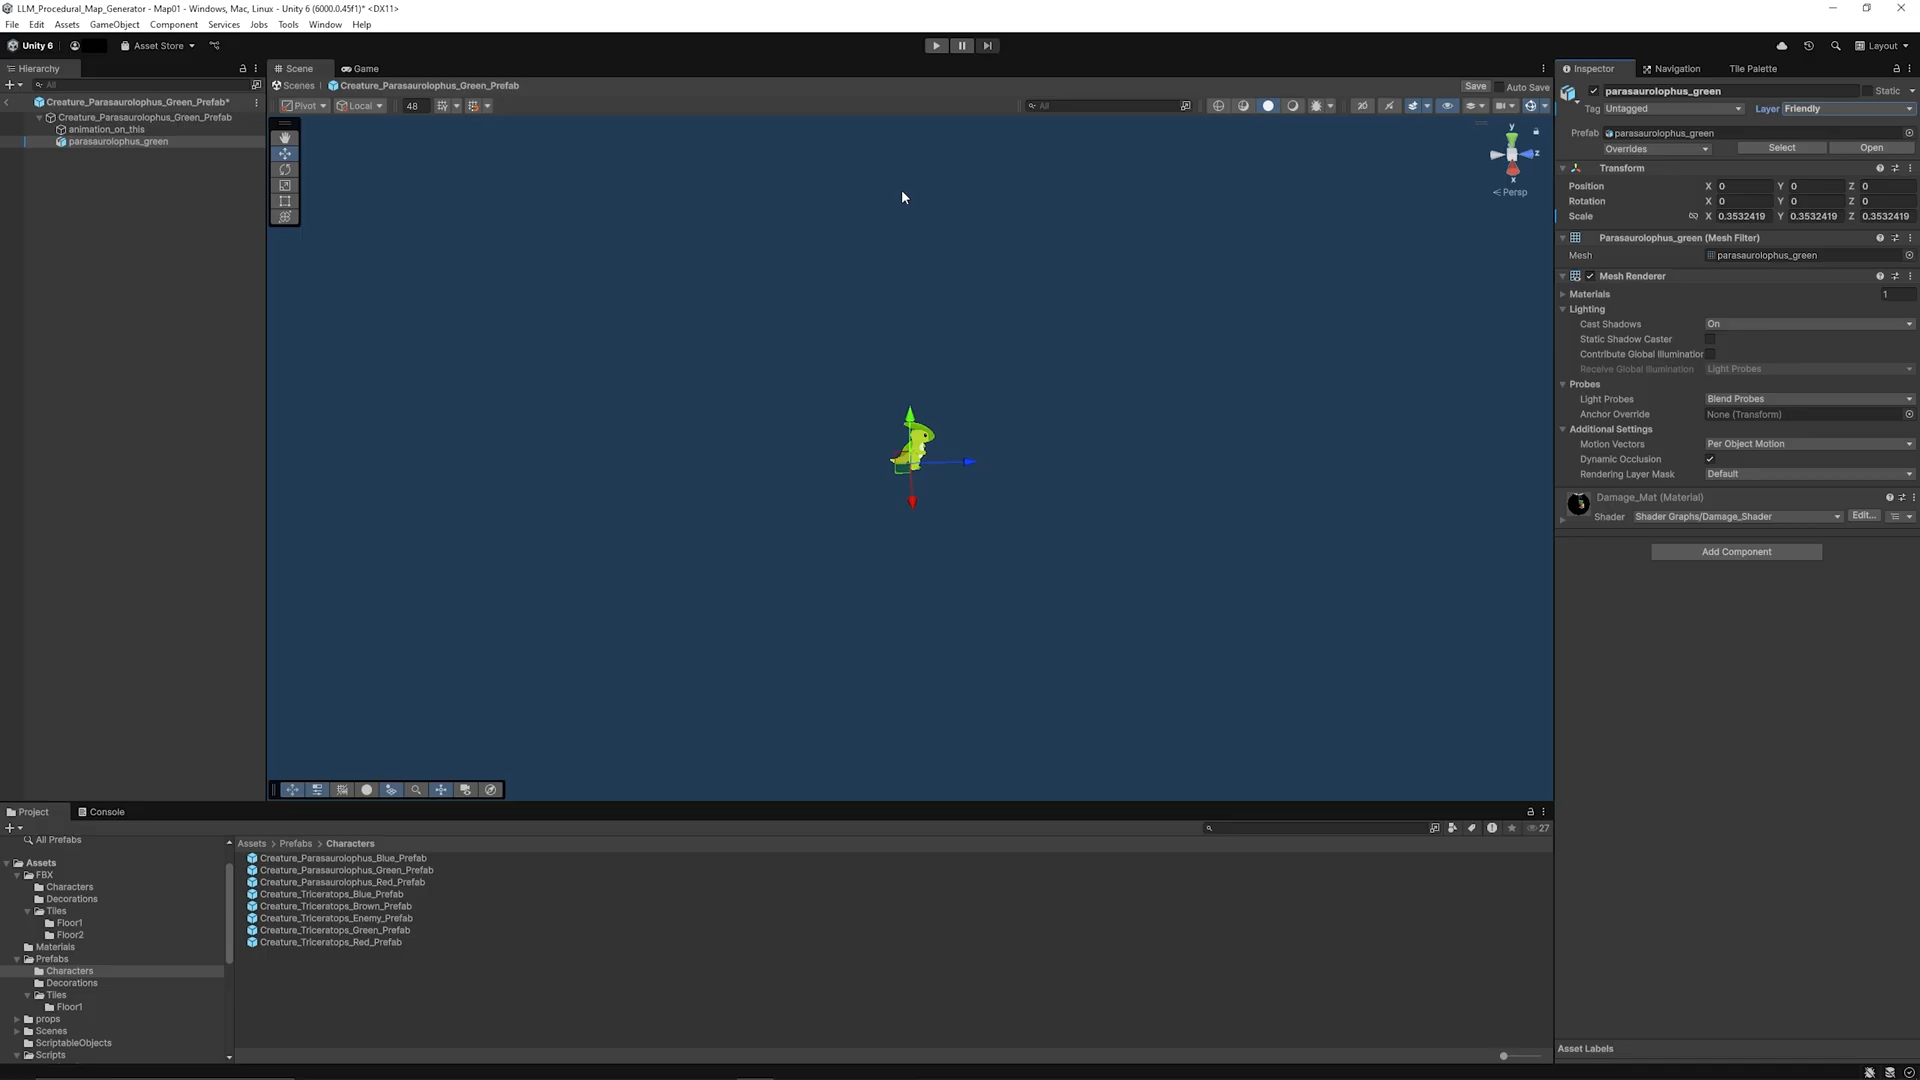 LLM_Procedural_Map_Generator - Map01 - Windows, Mac, Linux - Unity 6 (6000.0.45f1)* <DX11>
File Edit Assets GameObject Component Services Jobs Tools Window Help
Unity 6 Asset Store Layout
Hierarchy
All
Creature_Parasaurolophus_Green_Prefab*
Creature_Parasaurolophus_Green_Prefab
animation_on_this
parasaurolophus_green
Scene Game
Scenes Creature_Parasaurolophus_Green_Prefab Save Auto Save
Pivot Local 48 All
y
z
x
< Persp
Inspector Navigation Tile Palette
parasaurolophus_green Static
Tag Untagged Layer Friendly
Prefab parasaurolophus_green
Overrides Select Open
Transform
Position X 0 Y 0 Z 0
Rotation X 0 Y 0 Z 0
Scale X 0.3532419 Y 0.3532419 Z 0.3532419
Parasaurolophus_green (Mesh Filter)
Mesh parasaurolophus_green
Mesh Renderer
Materials 1
Lighting
Cast Shadows On
Static Shadow Caster
Contribute Global Illumination
Receive Global Illumination Light Probes
Probes
Light Probes Blend Probes
Anchor Override None (Transform)
Additional Settings
Motion Vectors Per Object Motion
Dynamic Occlusion
Rendering Layer Mask Default
Damage_Mat (Material)
Shader Shader Graphs/Damage_Shader Edit...
Add Component
Asset Labels
Project Console
27
All Prefabs
Assets
FBX
Characters
Decorations
Tiles
Floor1
Floor2
Materials
Prefabs
Characters
Decorations
Tiles
Floor1
props
Scenes
ScriptableObjects
Scripts
Assets > Prefabs > Characters
Creature_Parasaurolophus_Blue_Prefab
Creature_Parasaurolophus_Green_Prefab
Creature_Parasaurolophus_Red_Prefab
Creature_Triceratops_Blue_Prefab
Creature_Triceratops_Brown_Prefab
Creature_Triceratops_Enemy_Prefab
Creature_Triceratops_Green_Prefab
Creature_Triceratops_Red_Prefab